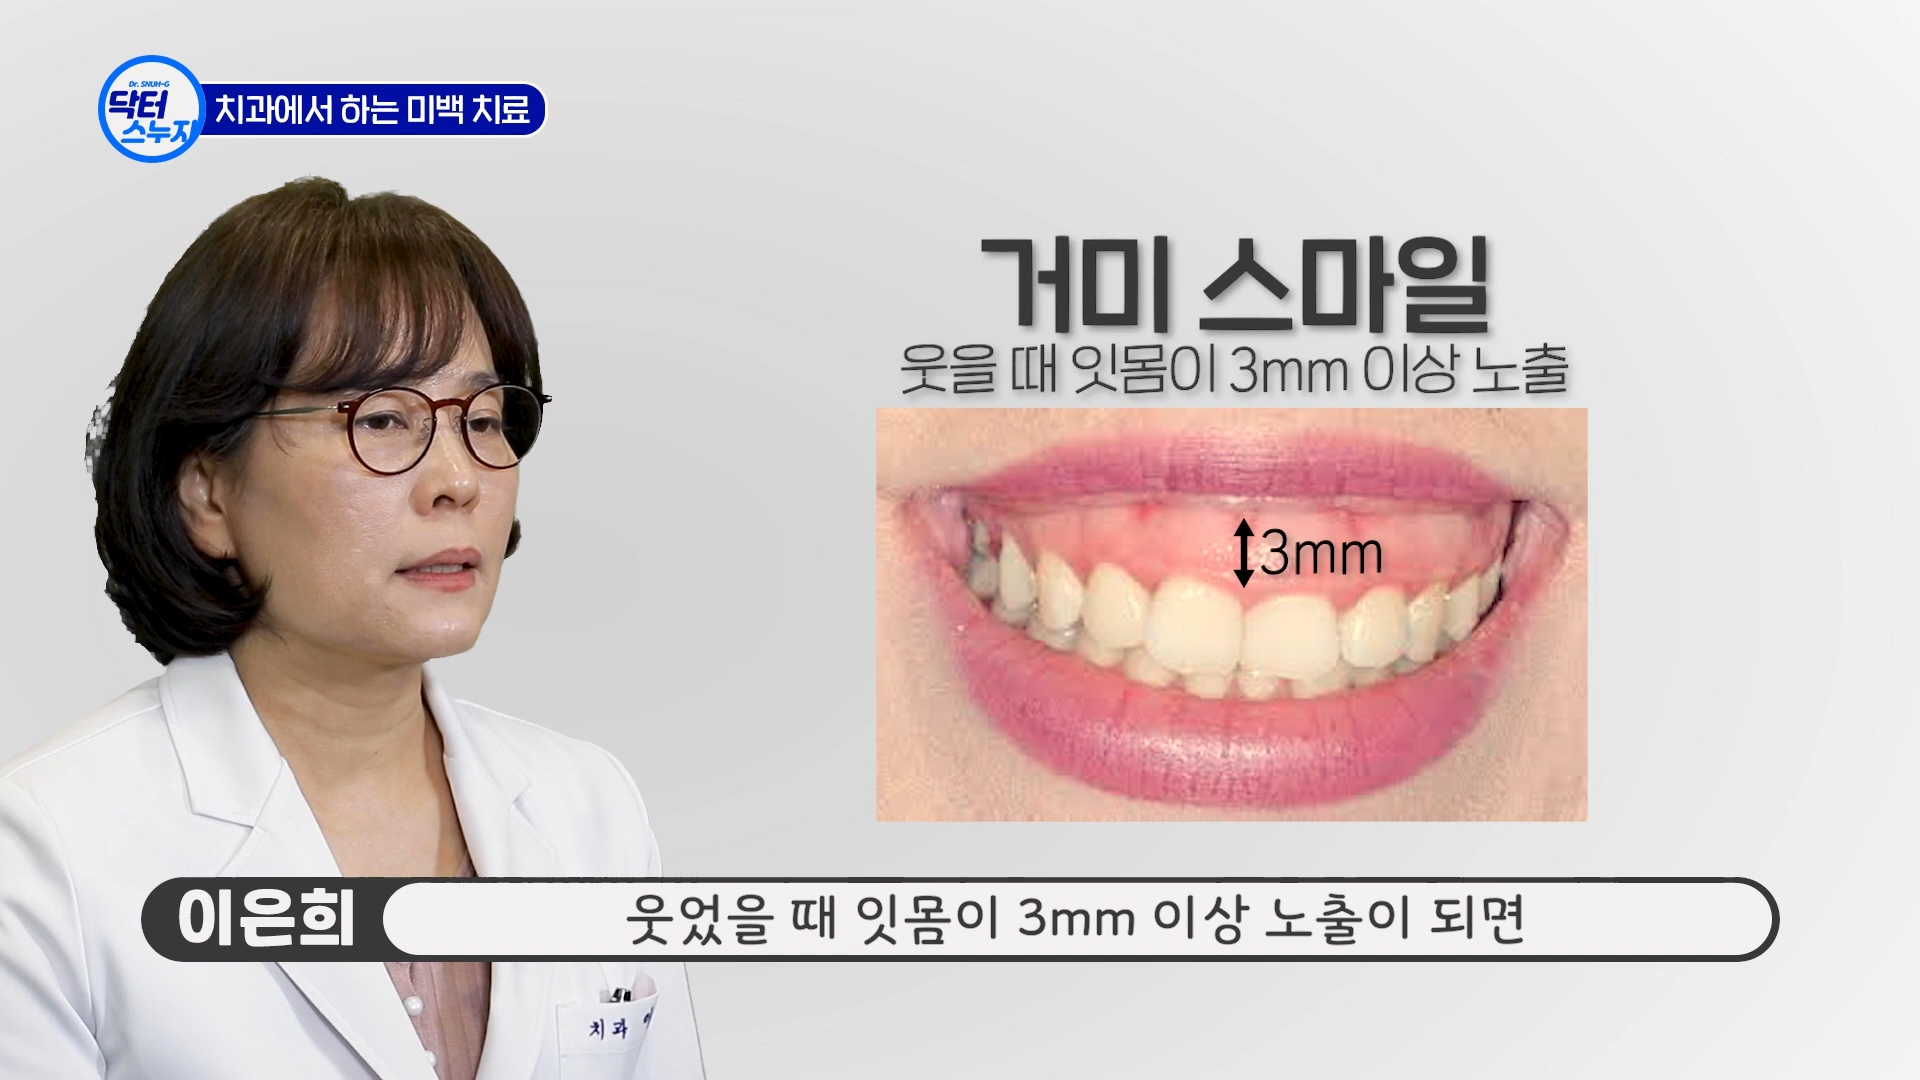 Dr. SNUH-G
닥터
스누지
치과에서 하는 미백 치료
거미 스마일
웃을 때 잇몸이 3mm 이상 노출
3mm
이은희
웃었을 때 잇몸이 3mm 이상 노출이 되면
치과